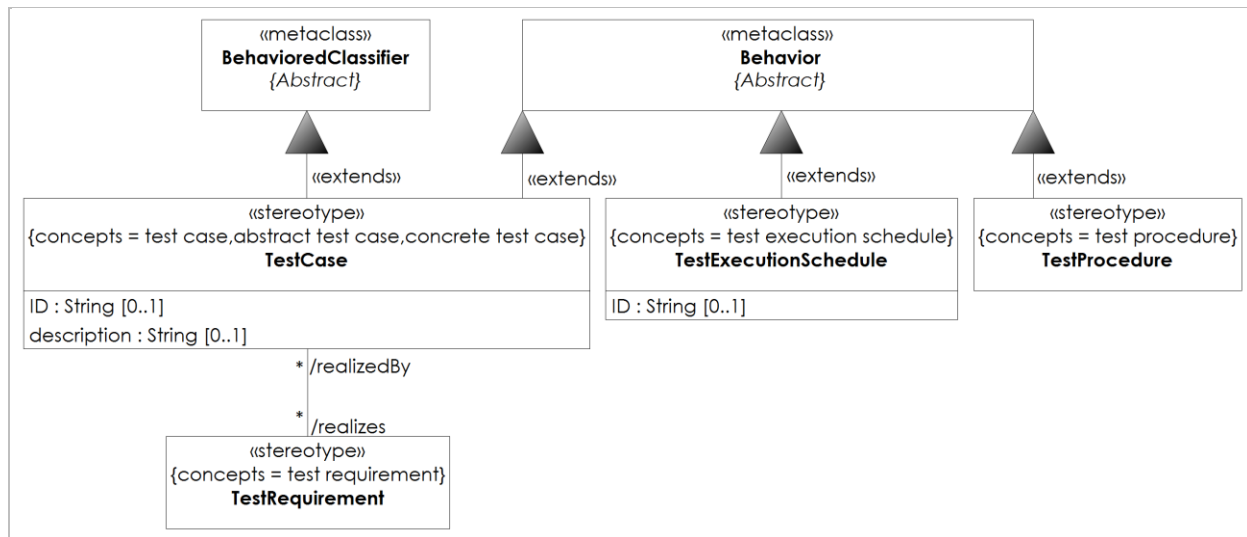 «metaclass»
BehavioredClassifier
{Abstract}
«metaclass»
Behavior
{Abstract}
«extends»
«extends»
«extends»
«extends»
«stereotype»
{concepts = test case,abstract test case,concrete test case}
TestCase
ID : String [0..1]
description : String [0..1]
«stereotype»
{concepts = test execution schedule}
TestExecutionSchedule
ID : String [0..1]
«stereotype»
{concepts = test procedure}
TestProcedure
* /realizedBy
* /realizes
«stereotype»
{concepts = test requirement}
TestRequirement